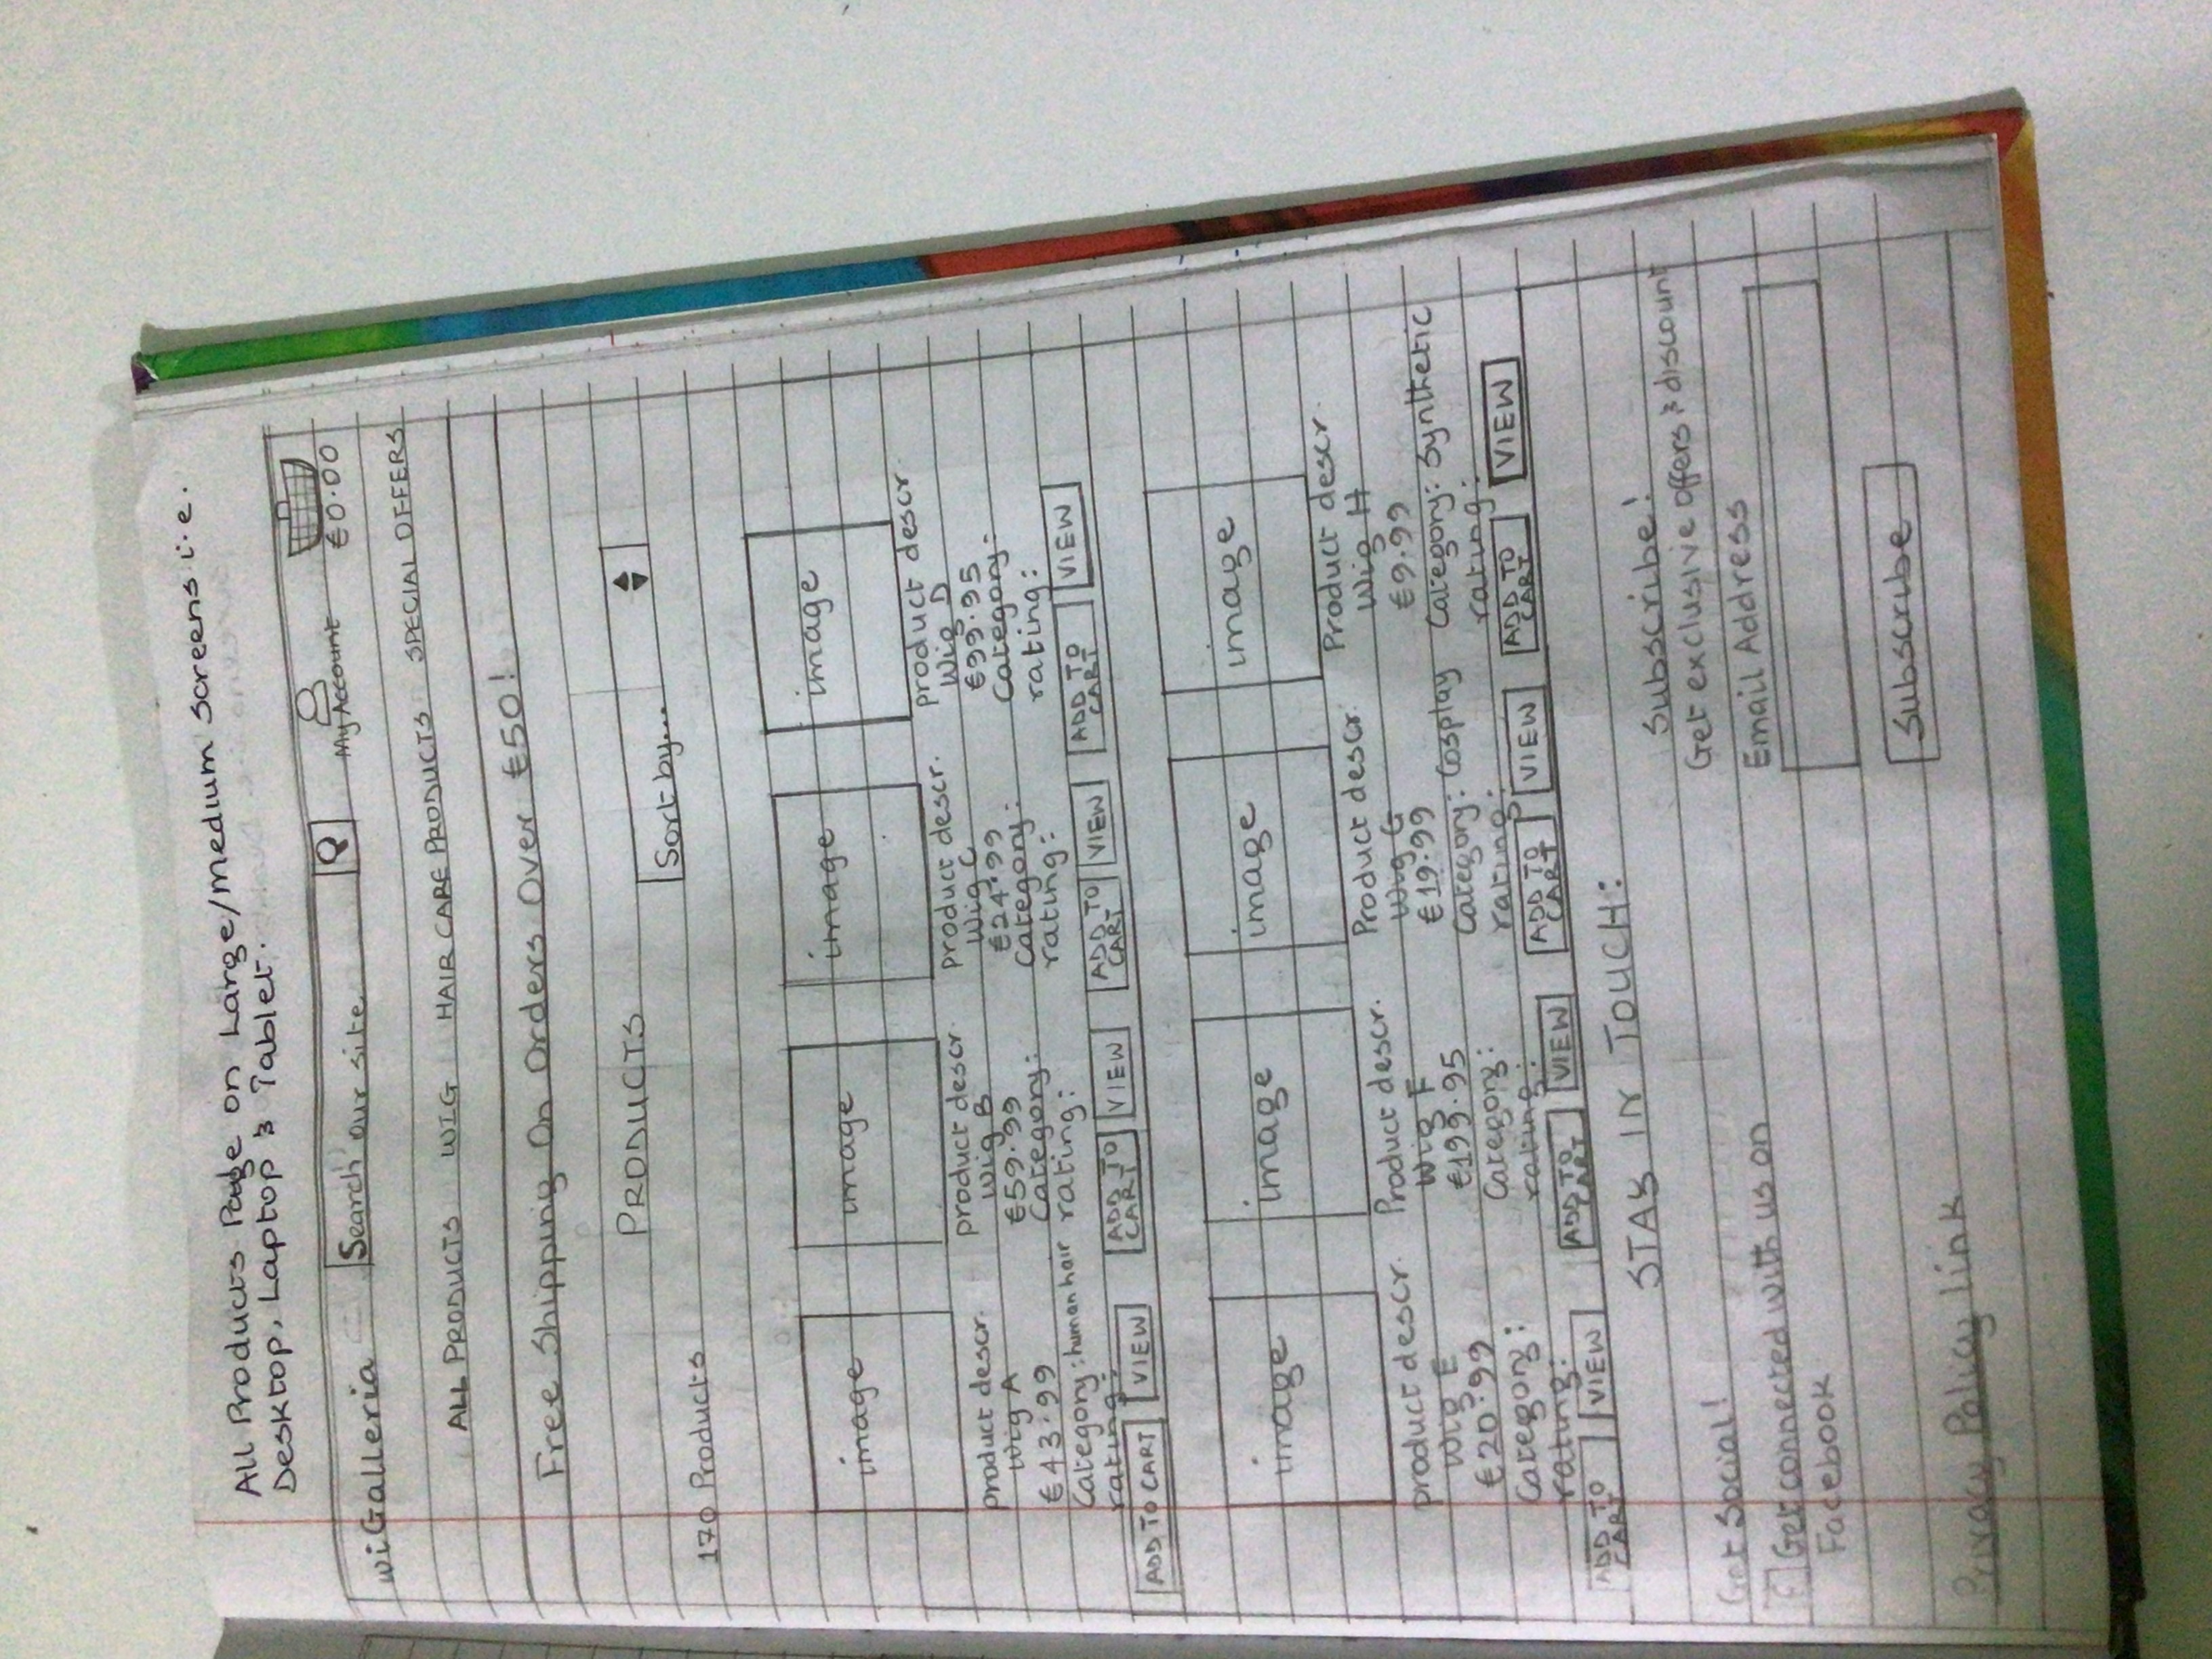 All Products Page on Large/medium Screens i.e.
Desktop, Laptop & Tablet.
wiGalleria
Search our site
My Account
€0.00
ALL PRODUCTS WIG HAIR CARE PRODUCTS SPECIAL OFFERS
Free Shipping On Orders Over €50!
PRODUCTS
Sort by...
170 Products
image image image image
product descr. product descr. product descr. product descr
Wig A Wig B Wig C Wig D
€43.99 €59.99 €24.99 €99.95
Category: human hair Category: Category: Category:
rating: rating: rating: rating:
ADD TO CART VIEW ADD TO CART VIEW ADD TO CART VIEW ADD TO CART VIEW
image image image image
product descr. Product descr. Product descr. Product descr.
Wig E Wig F Wig G Wig H
€20.99 €199.95 €19.99 €9.99
Category: Category: Category: Cosplay Category: Synthetic
rating: rating: rating: rating:
ADD TO CART VIEW ADD TO CART VIEW ADD TO CART VIEW ADD TO CART VIEW
STAY IN TOUCH:
Get Social!
Get connected with us on
Facebook
Subscribe!
Get exclusive offers & discount
Email Address
Subscribe
Privacy Policy link